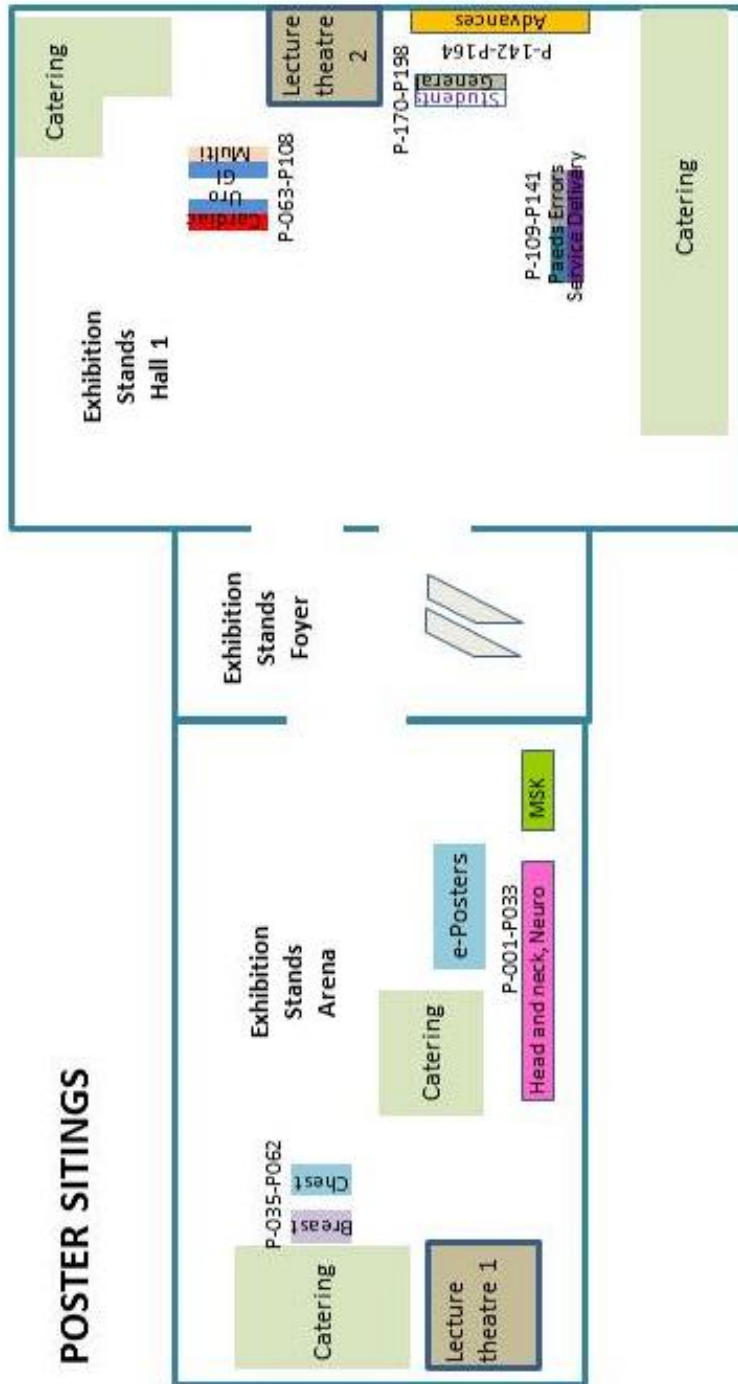 POSTER SITINGS
Catering
Lecture
theatre 1
P-035-P062
Breast
Chest
Exhibition
Stands
Arena
Catering
e-Posters
P-001-P033
Head and neck, Neuro
MSK
Exhibition
Stands
Foyer
Exhibition
Stands
Hall 1
Catering
Cardiac
Uro
GI
Multi
P-063-P108
Lecture
theatre
2
P-170-P198
Students
General
P-142-P164
Advances
P-109-P141
Paeds Errors
Service Delivery
Catering